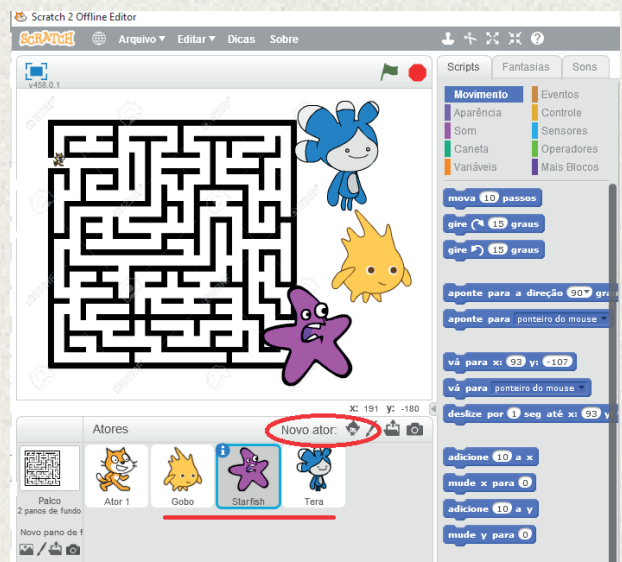 Scratch 2 Offline Editor
SCRATCH Arquivo▼ Editar▼ Dicas Sobre
v458.0.1
Scripts Fantasias Sons
Movimento Eventos
Aparência Controle
Som Sensores
Caneta Operadores
Variáveis Mais Blocos
mova 10 passos
gire 15 graus
gire 15 graus
aponte para a direção 90▼ gra
aponte para ponteiro do mouse
vá para x: 93 y: -107
vá para ponteiro do mouse
deslize por 1 seg até x: 93 y
adicione 10 a x
mude x para 0
adicione 10 a y
mude y para 0
X: 191 y: -180
Atores Novo ator:
Palco
2 panos de fundo
Novo pano de f
Ator 1 Gobo Starfish Tera